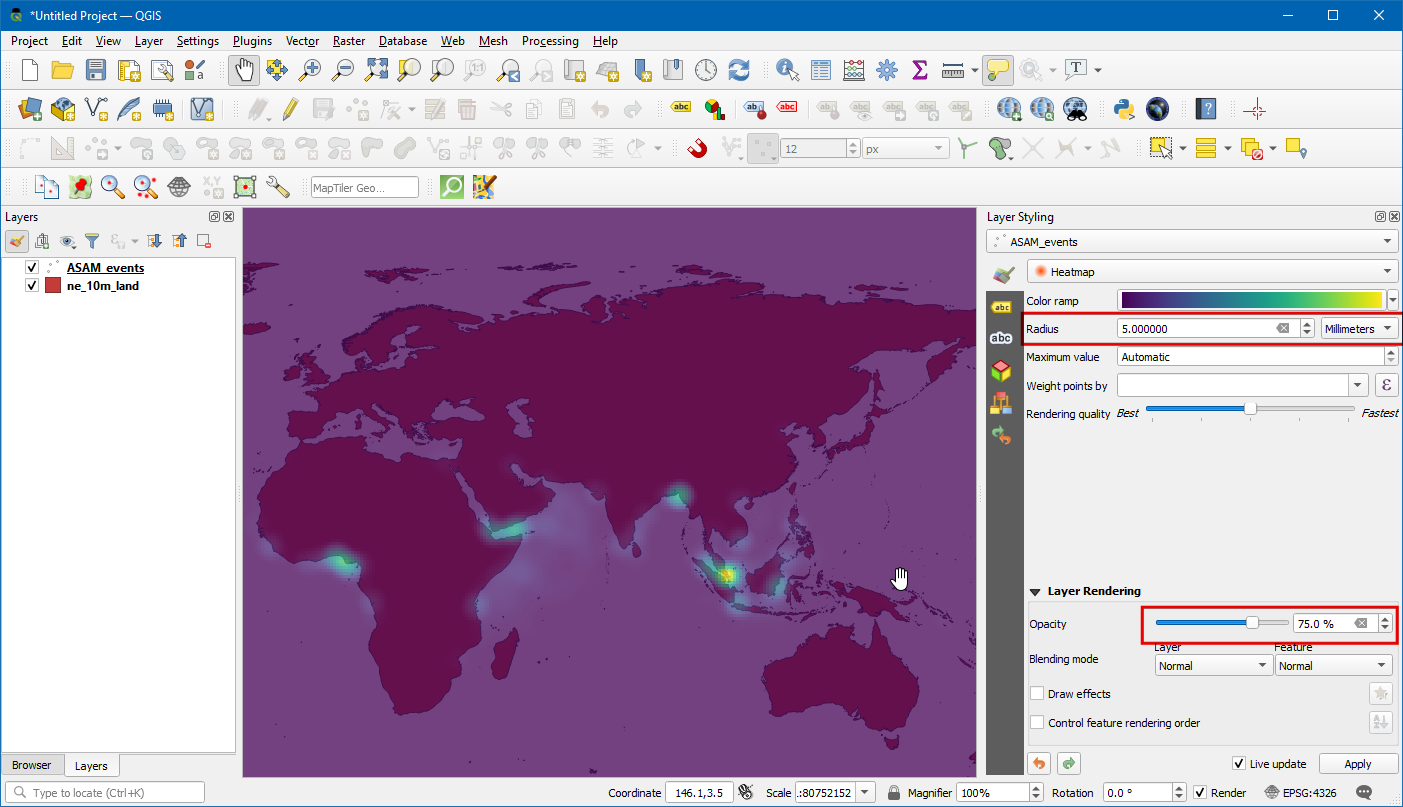 *Untitled Project — QGIS
Project Edit View Layer Settings Plugins Vector Raster Database Web Mesh Processing Help
12 px
MapTiler Geo...
Layers
ASAM_events
ne_10m_land
Browser Layers
Layer Styling
ASAM_events
Heatmap
Color ramp
Radius 5.000000 Millimeters
Maximum value Automatic
Weight points by
Rendering quality Best Fastest
Layer Rendering
Opacity 75.0 %
Layer Feature
Blending mode Normal Normal
Draw effects
Control feature rendering order
Live update Apply
Type to locate (Ctrl+K) Coordinate 146.1,3.5 Scale .:80752152 Magnifier 100% Rotation 0.0 ° Render EPSG:4326